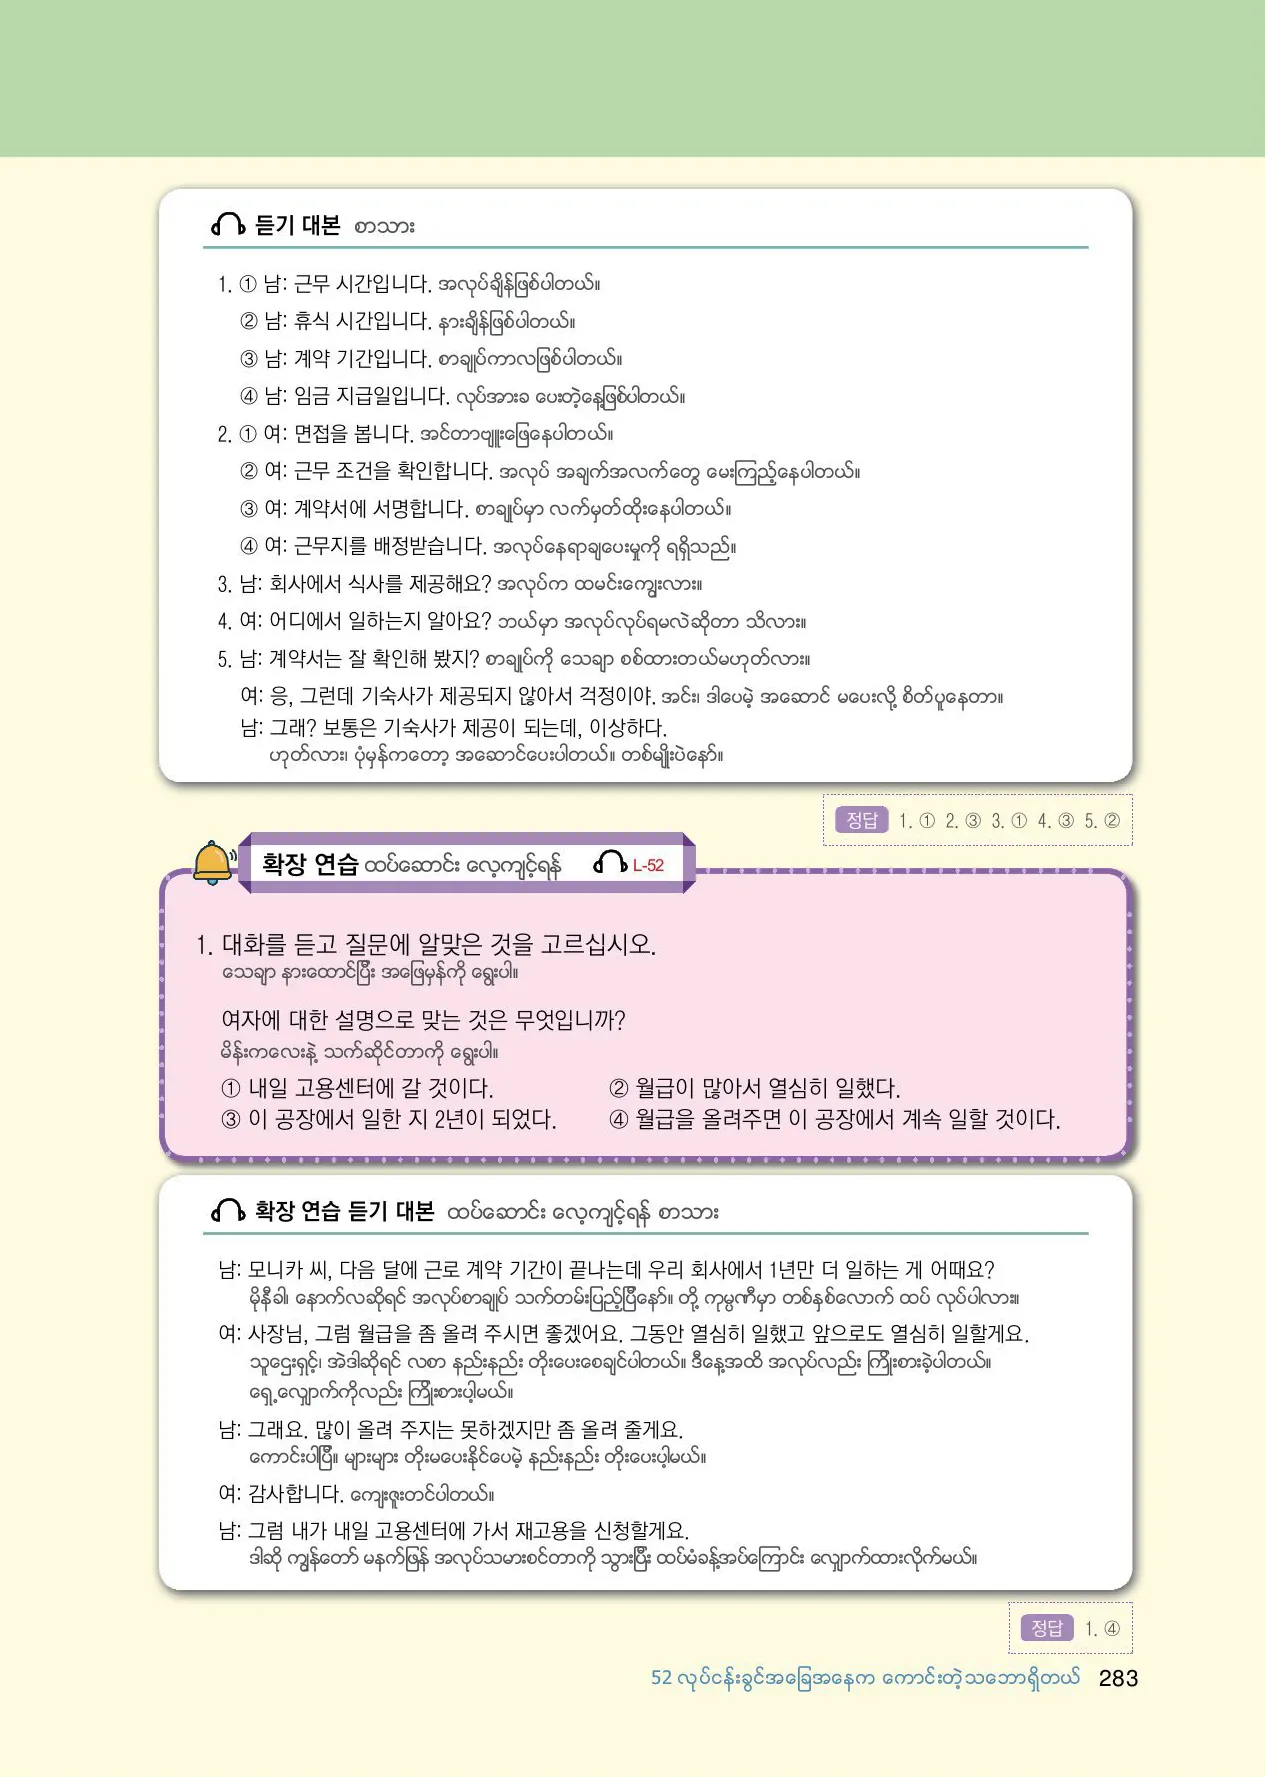 듣기 대본 စာသား
1. ① 남: 근무 시간입니다. အလုပ်ချိန်ဖြစ်ပါတယ်။
② 남: 휴식 시간입니다. နားချိန်ဖြစ်ပါတယ်။
③ 남: 계약 기간입니다. စာချုပ်ကာလဖြစ်ပါတယ်။
④ 남: 임금 지급일입니다. လုပ်အားခ ပေးတဲ့နေ့ဖြစ်ပါတယ်။
2. ① 여: 면접을 봅니다. အင်တာဗျူးဖြေနေပါတယ်။
② 여: 근무 조건을 확인합니다. အလုပ် အချက်အလက်တွေ မေးကြည့်နေပါတယ်။
③ 여: 계약서에 서명합니다. စာချုပ်မှာ လက်မှတ်ထိုးနေပါတယ်။
④ 여: 근무지를 배정받습니다. အလုပ်နေရာချပေးမှုကို ရရှိသည်။
3. 남: 회사에서 식사를 제공해요? အလုပ်က ထမင်းကျွေးလား။
4. 여: 어디에서 일하는지 알아요? ဘယ်မှာ အလုပ်လုပ်ရမလဲဆိုတာ သိလား။
5. 남: 계약서는 잘 확인해 봤지? စာချုပ်ကို သေချာ စစ်ထားတယ်မဟုတ်လား။
여: 응, 그런데 기숙사가 제공되지 않아서 걱정이야. အင်း၊ ဒါပေမဲ့ အဆောင် မပေးလို့ စိတ်ပူနေတာ။
남: 그래? 보통은 기숙사가 제공이 되는데, 이상하다.
ဟုတ်လား၊ ပုံမှန်ကတော့ အဆောင်ပေးပါတယ်။ တစ်မျိုးပဲနော်။
정답 1. ① 2. ③ 3. ① 4. ③ 5. ②
확장 연습 ထပ်ဆောင်း လေ့ကျင့်ရန် L-52
1. 대화를 듣고 질문에 알맞은 것을 고르십시오.
သေချာ နားထောင်ပြီး အဖြေမှန်ကို ရွေးပါ။
여자에 대한 설명으로 맞는 것은 무엇입니까?
မိန်းကလေးနဲ့ သက်ဆိုင်တာကို ရွေးပါ။
① 내일 고용센터에 갈 것이다. ② 월급이 많아서 열심히 일했다.
③ 이 공장에서 일한 지 2년이 되었다. ④ 월급을 올려주면 이 공장에서 계속 일할 것이다.
확장 연습 듣기 대본 ထပ်ဆောင်း လေ့ကျင့်ရန် စာသား
남: 모니카 씨, 다음 달에 근로 계약 기간이 끝나는데 우리 회사에서 1년만 더 일하는 게 어때요?
မိုနီခါ၊ နောက်လဆိုရင် အလုပ်စာချုပ် သက်တမ်းပြည့်ပြီနော်။ တို့ ကုမ္ပဏီမှာ တစ်နှစ်လောက် ထပ် လုပ်ပါလား။
여: 사장님, 그럼 월급을 좀 올려 주시면 좋겠어요. 그동안 열심히 일했고 앞으로도 열심히 일할게요.
သူဌေးရှင့်၊ အဲဒါဆိုရင် လစာ နည်းနည်း တိုးပေးစေချင်ပါတယ်။ ဒီနေ့အထိ အလုပ်လည်း ကြိုးစားခဲ့ပါတယ်။
ရှေ့လျှောက်ကိုလည်း ကြိုးစားပါ့မယ်။
남: 그래요. 많이 올려 주지는 못하겠지만 좀 올려 줄게요.
ကောင်းပါပြီ။ များများ တိုးမပေးနိုင်ပေမဲ့ နည်းနည်း တိုးပေးပါ့မယ်။
여: 감사합니다. ကျေးဇူးတင်ပါတယ်။
남: 그럼 내가 내일 고용센터에 가서 재고용을 신청할게요.
ဒါဆို ကျွန်တော် မနက်ဖြန် အလုပ်သမားစင်တာကို သွားပြီး ထပ်မံခန့်အပ်ကြောင်း လျှောက်ထားလိုက်မယ်။
정답 1. ④
52 လုပ်ငန်းခွင်အခြေအနေက ကောင်းတဲ့သဘောရှိတယ် 283